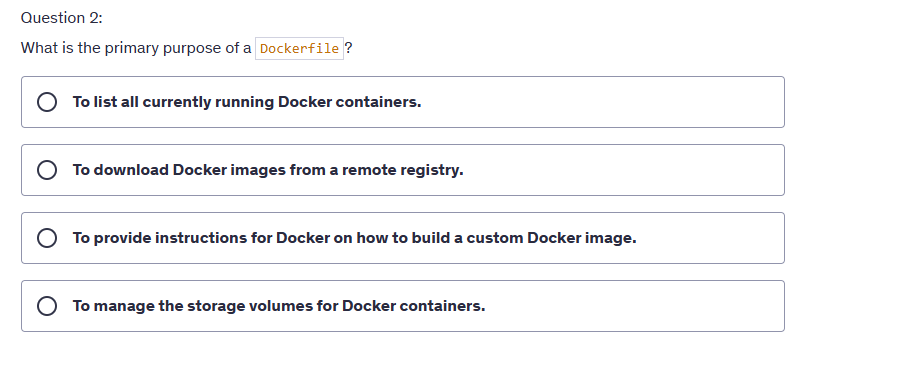 Question 2:
What is the primary purpose of a Dockerfile?
To list all currently running Docker containers.
To download Docker images from a remote registry.
To provide instructions for Docker on how to build a custom Docker image.
To manage the storage volumes for Docker containers.